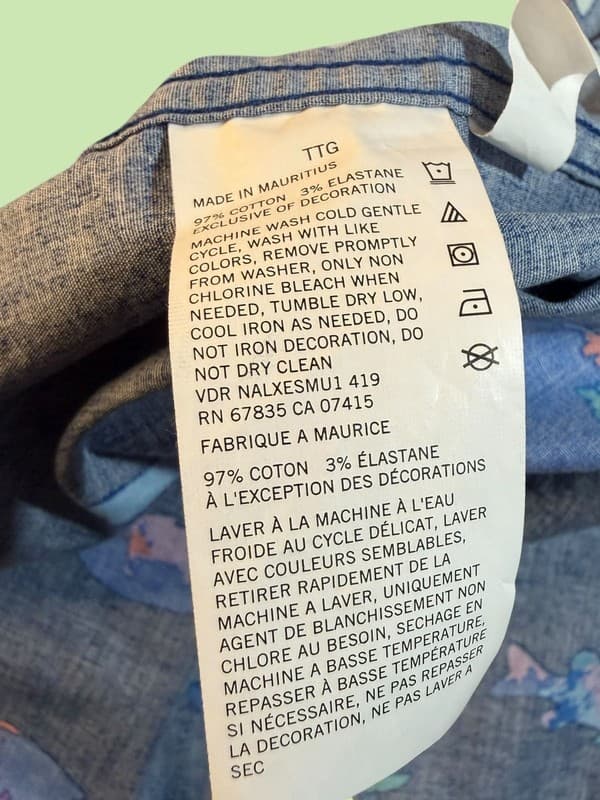 TTG
MADE IN MAURITIUS
97% COTTON 3% ELASTANE
EXCLUSIVE OF DECORATION
MACHINE WASH COLD GENTLE
CYCLE, WASH WITH LIKE
COLORS, REMOVE PROMPTLY
FROM WASHER, ONLY NON
CHLORINE BLEACH WHEN
NEEDED, TUMBLE DRY LOW,
COOL IRON AS NEEDED, DO
NOT IRON DECORATION, DO
NOT DRY CLEAN
VDR NALXESMU1 419
RN 67835 CA 07415
FABRIQUE A MAURICE
97% COTON 3% ÉLASTANE
À L'EXCEPTION DES DÉCORATIONS
LAVER À LA MACHINE À L'EAU
FROIDE AU CYCLE DÉLICAT, LAVER
AVEC COULEURS SEMBLABLES,
RETIRER RAPIDEMENT DE LA
MACHINE A LAVER, UNIQUEMENT
AGENT DE BLANCHISSEMENT NON
CHLORE AU BESOIN, SECHAGE EN
MACHINE A BASSE TEMPERATURE,
REPASSER À BASSE TEMPÉRATURE
SI NÉCESSAIRE, NE PAS REPASSER
LA DECORATION, NE PAS LAVER A
SEC